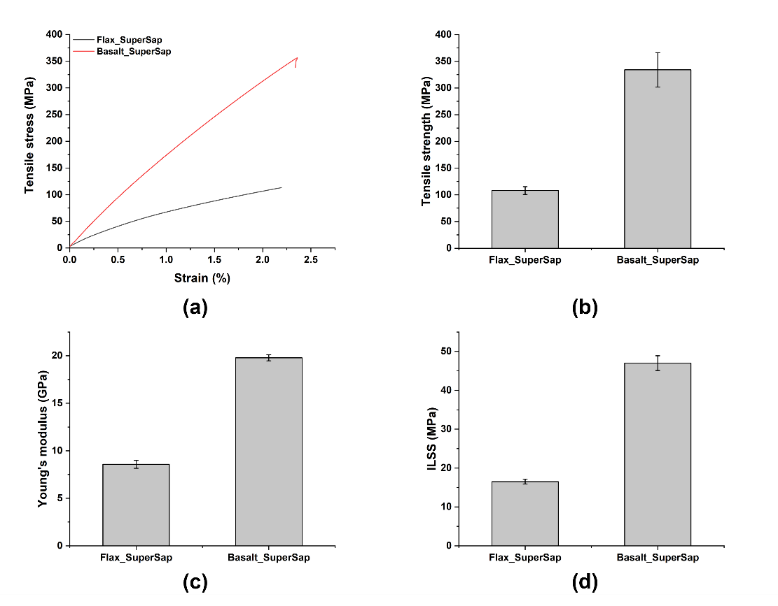 Flax_SuperSap
Basalt_SuperSap
Tensile stress (MPa)
400
350
300
250
200
150
100
50
0
0.0 0.5 1.0 1.5 2.0 2.5
Strain (%)
(a)
Tensile strength (MPa)
400
350
300
250
200
150
100
50
0
Flax_SuperSap Basalt_SuperSap
(b)
Young's modulus (GPa)
20
15
10
5
0
Flax_SuperSap Basalt_SuperSap
(c)
ILSS (MPa)
50
40
30
20
10
0
Flax_SuperSap Basalt_SuperSap
(d)